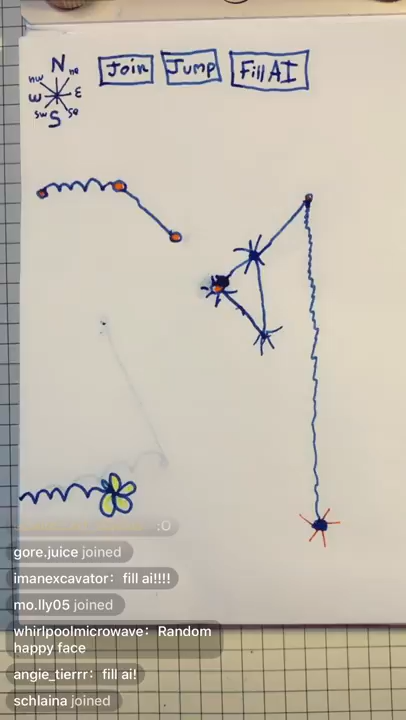 N
nw
ne
W
E
sw
se
S
Join
Jump
Fill AI
:O
gore.juice joined
imanexcavator: fill ai!!!!
mo.lly05 joined
whirlpoolmicrowave: Random
happy face
angie_tierrr: fill ai!
schlaina joined